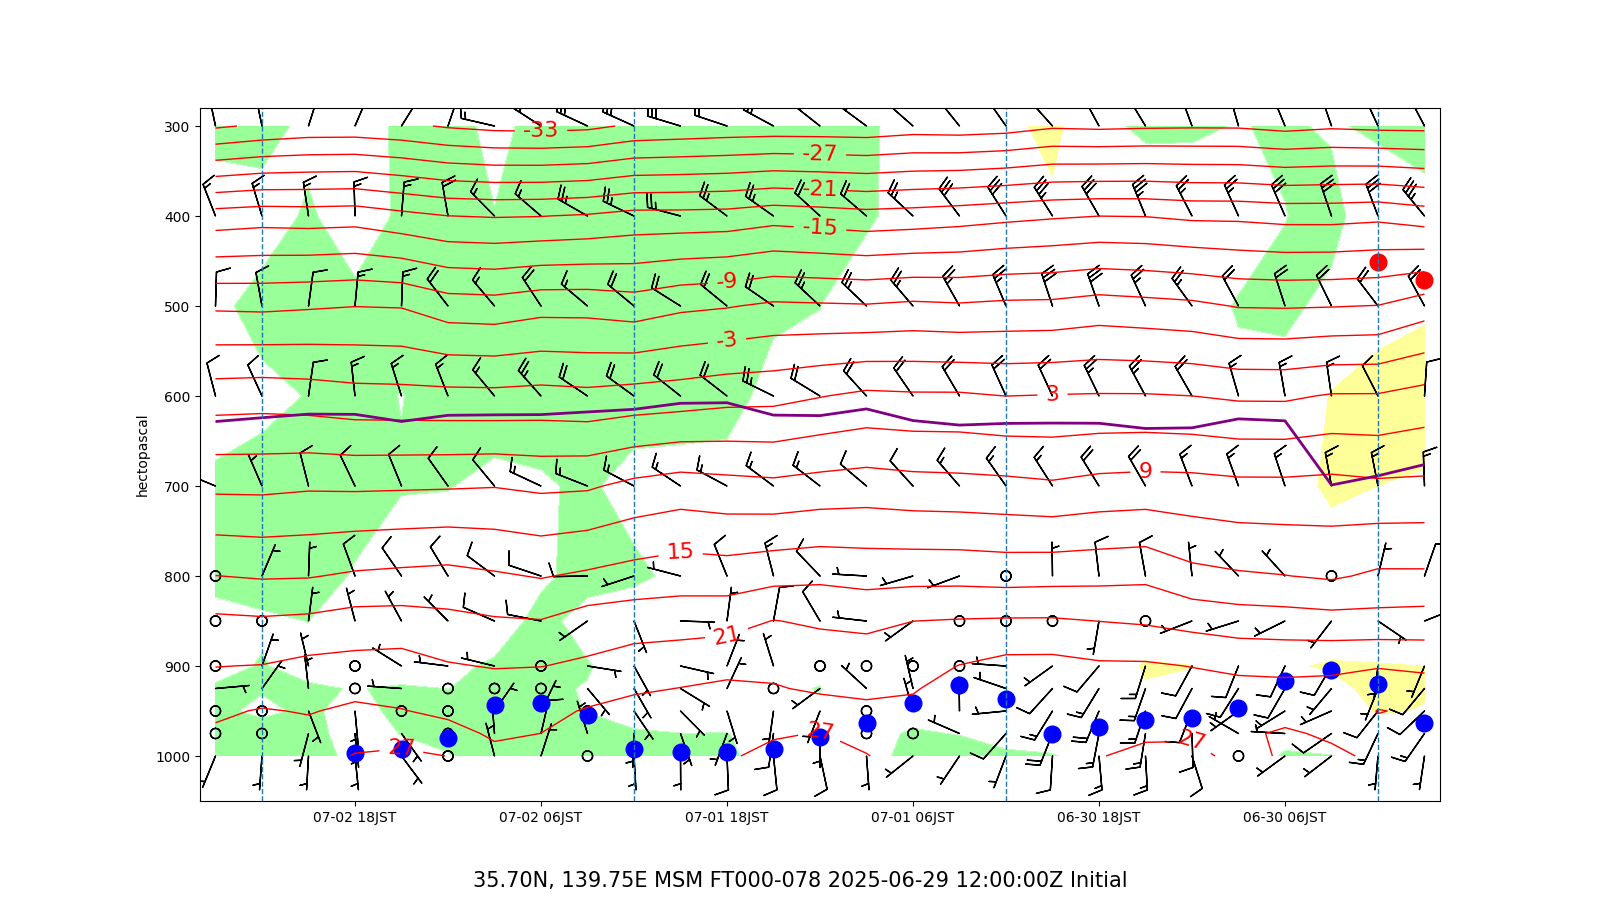 300
400
500
600
700
800
900
1000
hectopascal
-33
-27
-21
-15
-9
-3
3
9
15
21
27
27
27
07-02 18JST
07-02 06JST
07-01 18JST
07-01 06JST
06-30 18JST
06-30 06JST
35.70N, 139.75E MSM FT000-078 2025-06-29 12:00:00Z Initial